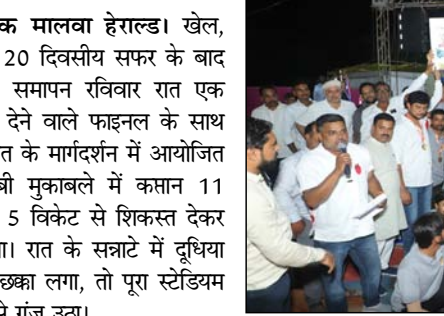 क मालवा हेराल्ड। खेल,
20 दिवसीय सफर के बाद
समापन रविवार रात एक
देने वाले फाइनल के साथ
त के मार्गदर्शन में आयोजित
बी मुकाबले में कप्तान 11
5 विकेट से शिकस्त देकर
ा। रात के सन्नाटे में दूधिया
छक्का लगा, तो पूरा स्टेडियम
से गूंज उठा।